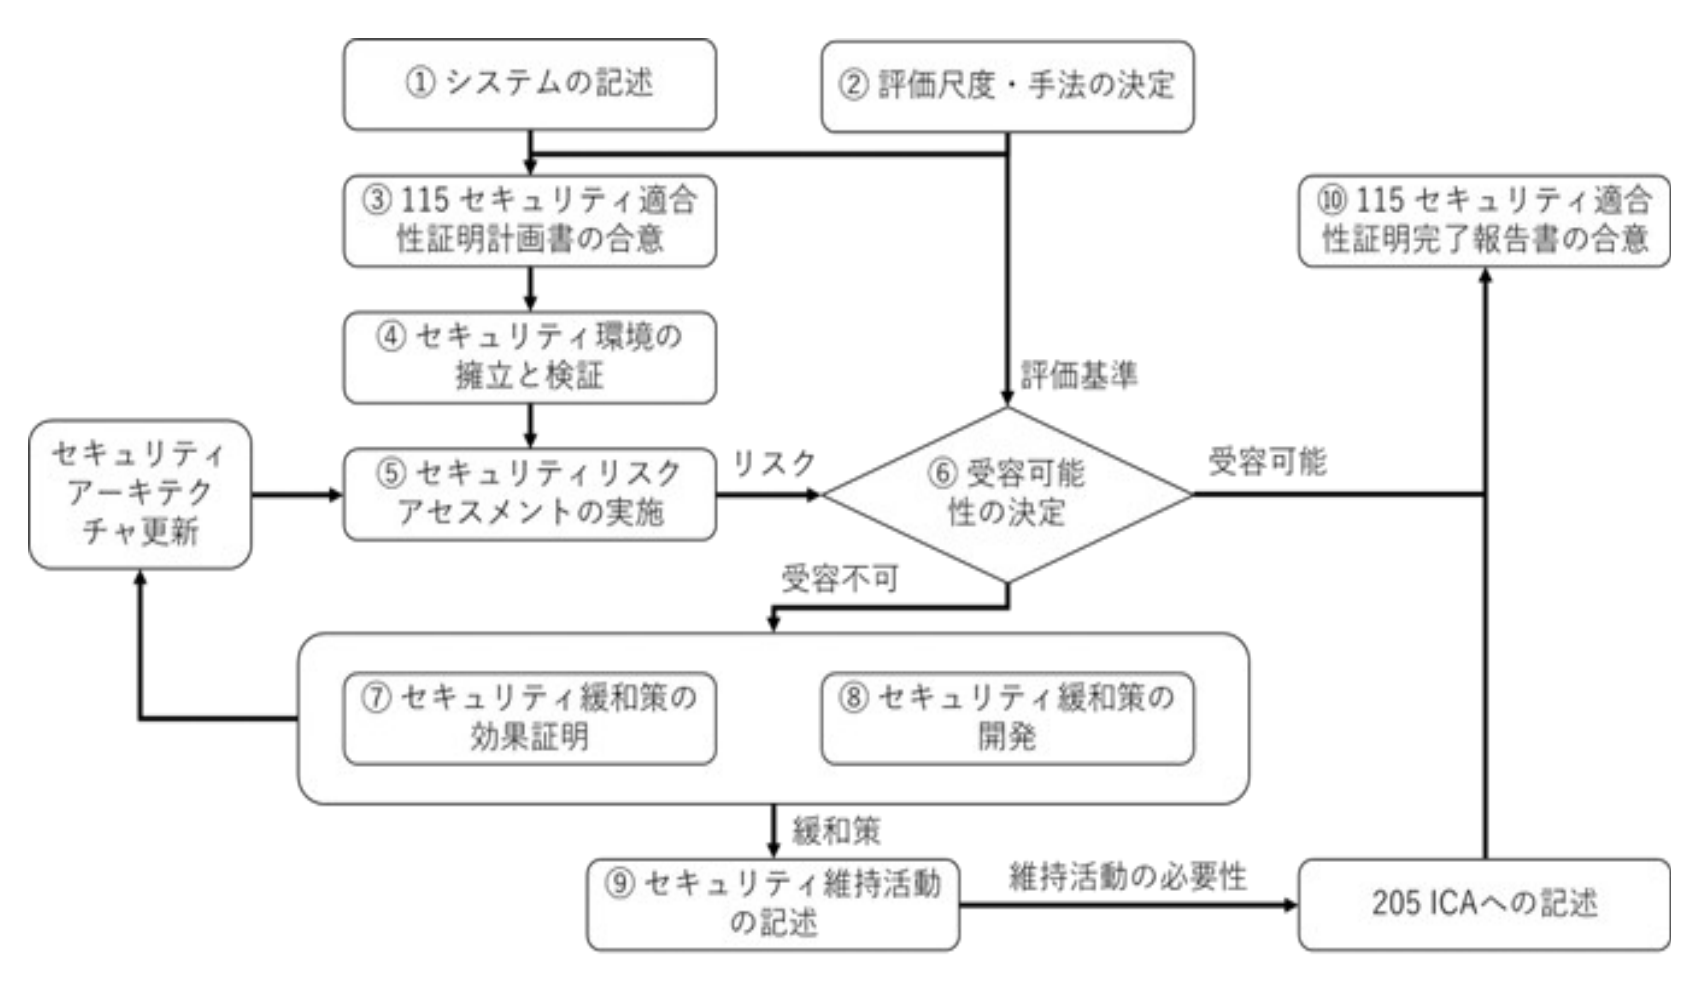 ① システムの記述
② 評価尺度・手法の決定
③ 115 セキュリティ適合
性証明計画書の合意
⑩ 115 セキュリティ適合
性証明完了報告書の合意
④ セキュリティ環境の
擁立と検証
評価基準
セキュリティ
アーキテク
チャ更新
⑤ セキュリティリスク
アセスメントの実施
リスク
⑥ 受容可能
性の決定
受容可能
受容不可
⑦ セキュリティ緩和策の
効果証明
⑧ セキュリティ緩和策の
開発
緩和策
⑨ セキュリティ維持活動
の記述
維持活動の必要性
205 ICAへの記述